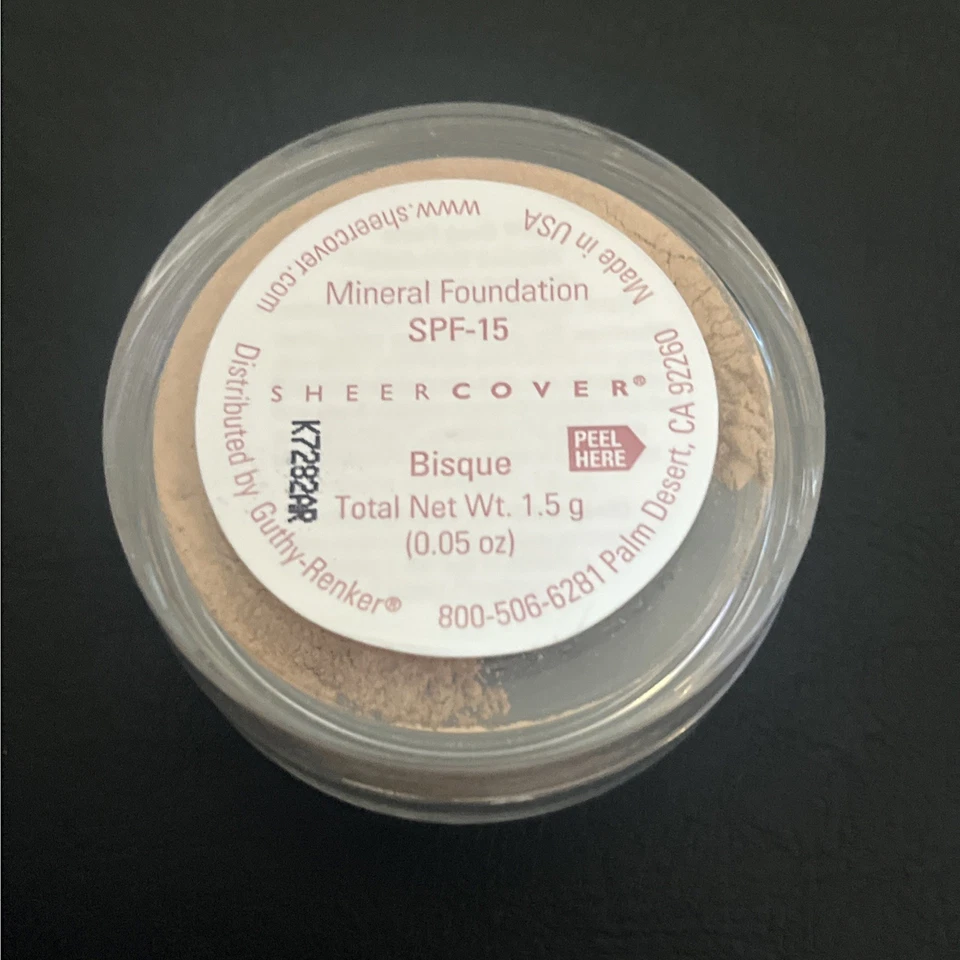 Mineral Foundation
SPF-15
SHEERCOVER®
PEEL
HERE
Bisque
Total Net Wt. 1.5 g
(0.05 oz)
K7282AR
Distributed by Guthy-Renker®
800-506-6281 Palm Desert, CA 92260
Made in USA
www.sheercover.com